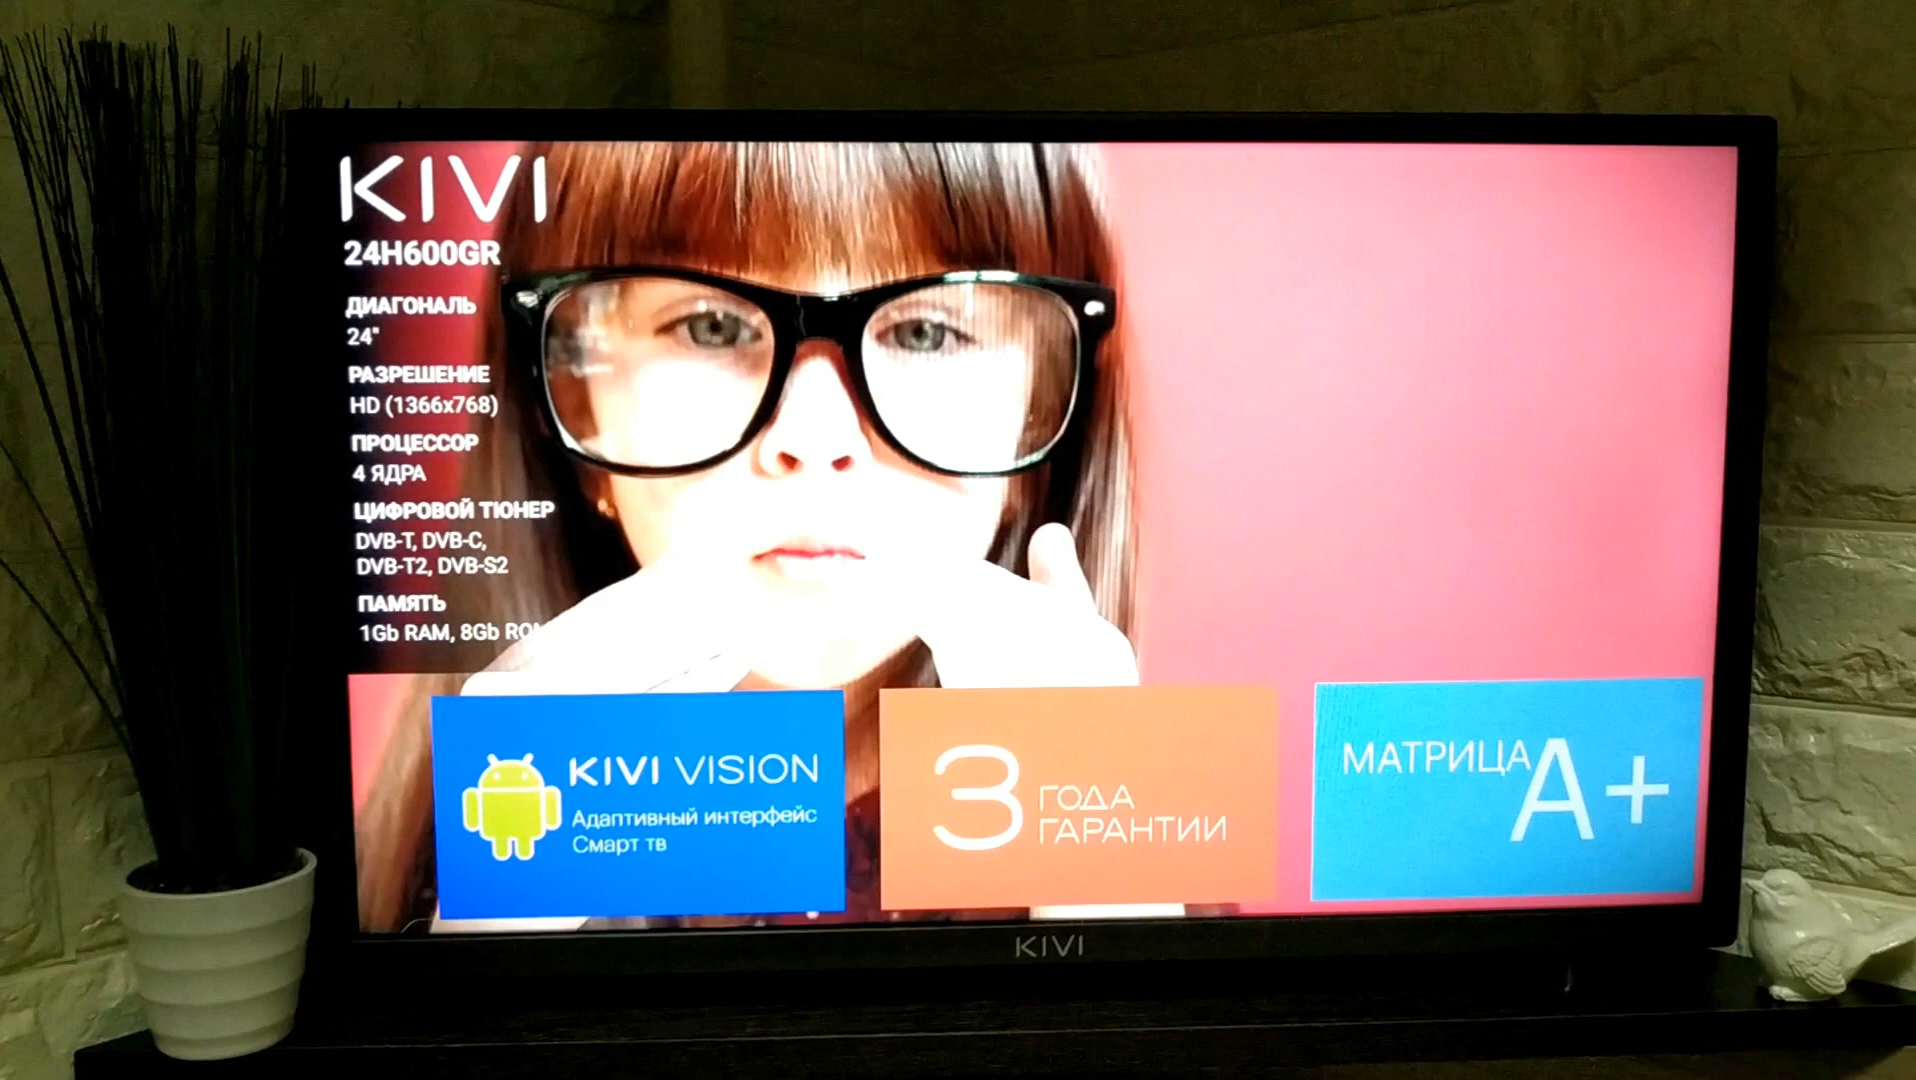 KIVI
24H600GR
ДИАГОНАЛЬ
24"
РАЗРЕШЕНИЕ
HD (1366x768)
ПРОЦЕССОР
4 ЯДРА
ЦИФРОВОЙ ТЮНЕР
DVB-T, DVB-C,
DVB-T2, DVB-S2
ПАМЯТЬ
1Gb RAM, 8Gb ROM
KIVI VISION
Адаптивный интерфейс
Смарт тв
3 ГОДА
ГАРАНТИИ
МАТРИЦА A+
KIVI